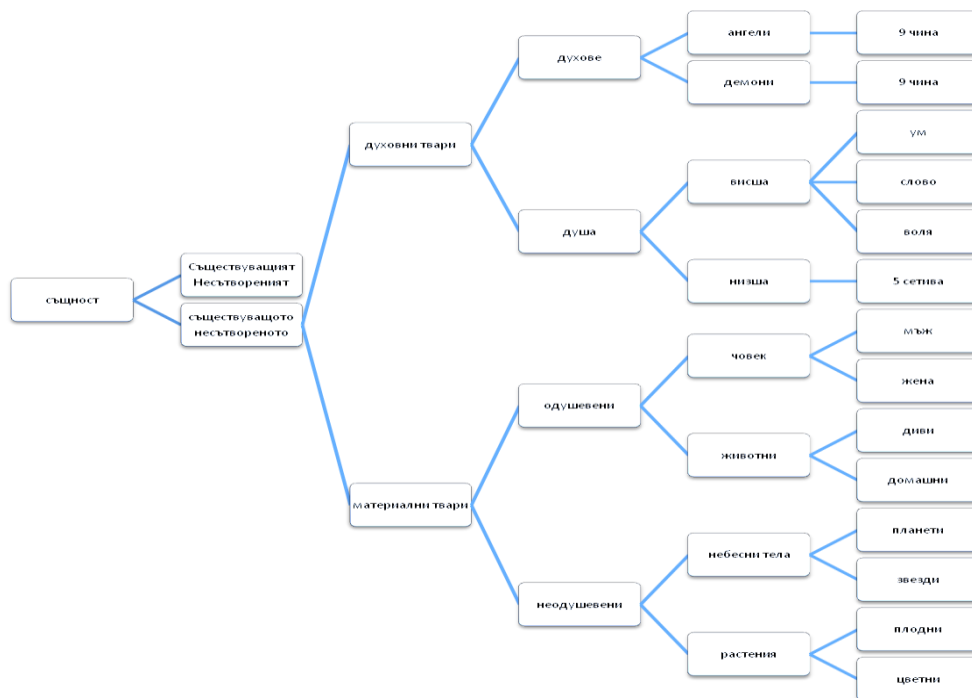 същност
Съществуващият
Несътвореният
съществуващото
несътвореното
духовни твари
духове
ангели
9 чина
демони
9 чина
душа
висша
ум
слово
воля
низша
5 сетива
материални твари
одушевени
човек
мъж
жена
животни
диви
домашни
неодушевени
небесни тела
планети
звезди
растения
плодни
цветни